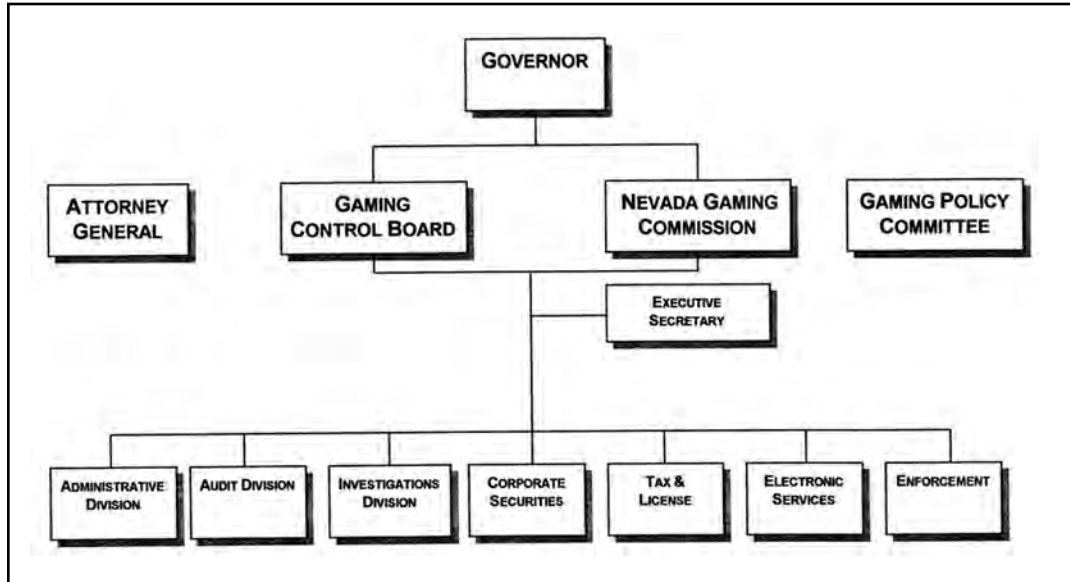 GOVERNOR
ATTORNEY
GENERAL
GAMING
CONTROL BOARD
NEVADA GAMING
COMMISSION
GAMING POLICY
COMMITTEE
EXECUTIVE
SECRETARY
ADMINISTRATIVE
DIVISION
AUDIT DIVISION
INVESTIGATIONS
DIVISION
CORPORATE
SECURITIES
TAX &
LICENSE
ELECTRONIC
SERVICES
ENFORCEMENT